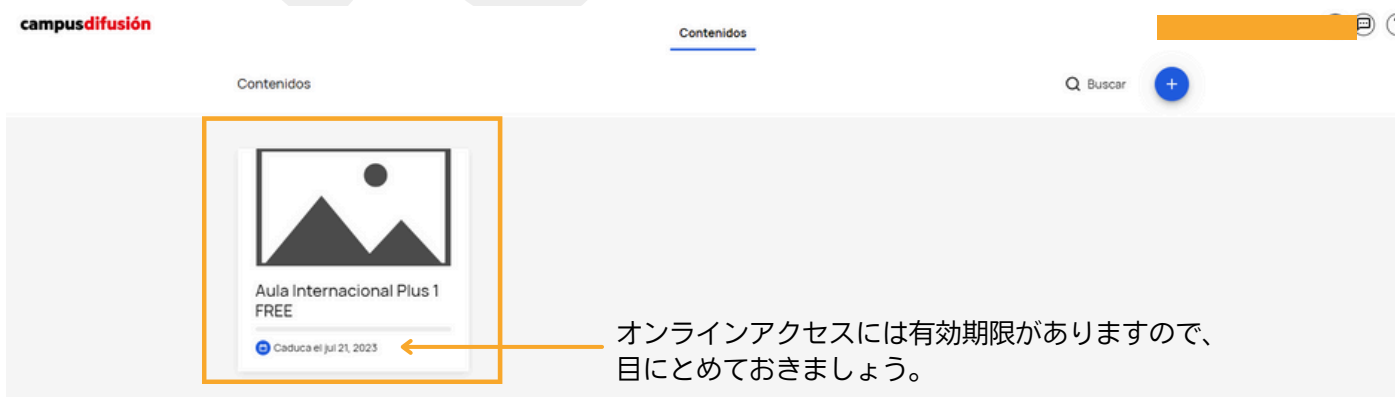 campusdifusión
Contenidos
Contenidos
Buscar
Aula Internacional Plus 1
FREE
Caduca el jul 21, 2023
オンラインアクセスには有効期限がありますので、
目にとめておきましょう。